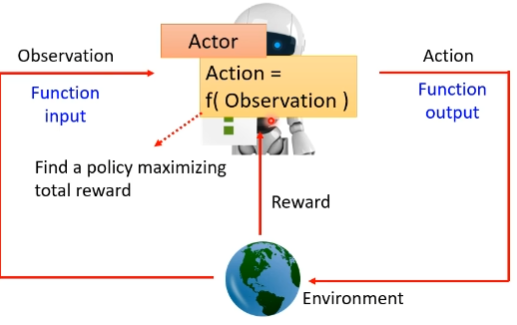 Actor
Observation
Action
Action =
f( Observation )
Function
input
Function
output
Find a policy maximizing
total reward
Reward
Environment